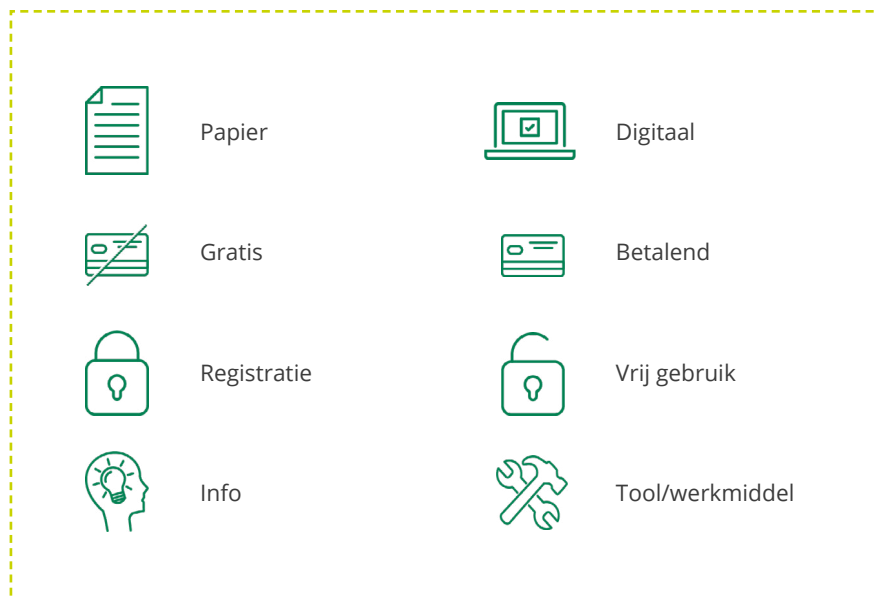 Papier
Digitaal
Gratis
Betalend
Registratie
Vrij gebruik
Info
Tool/werkmiddel